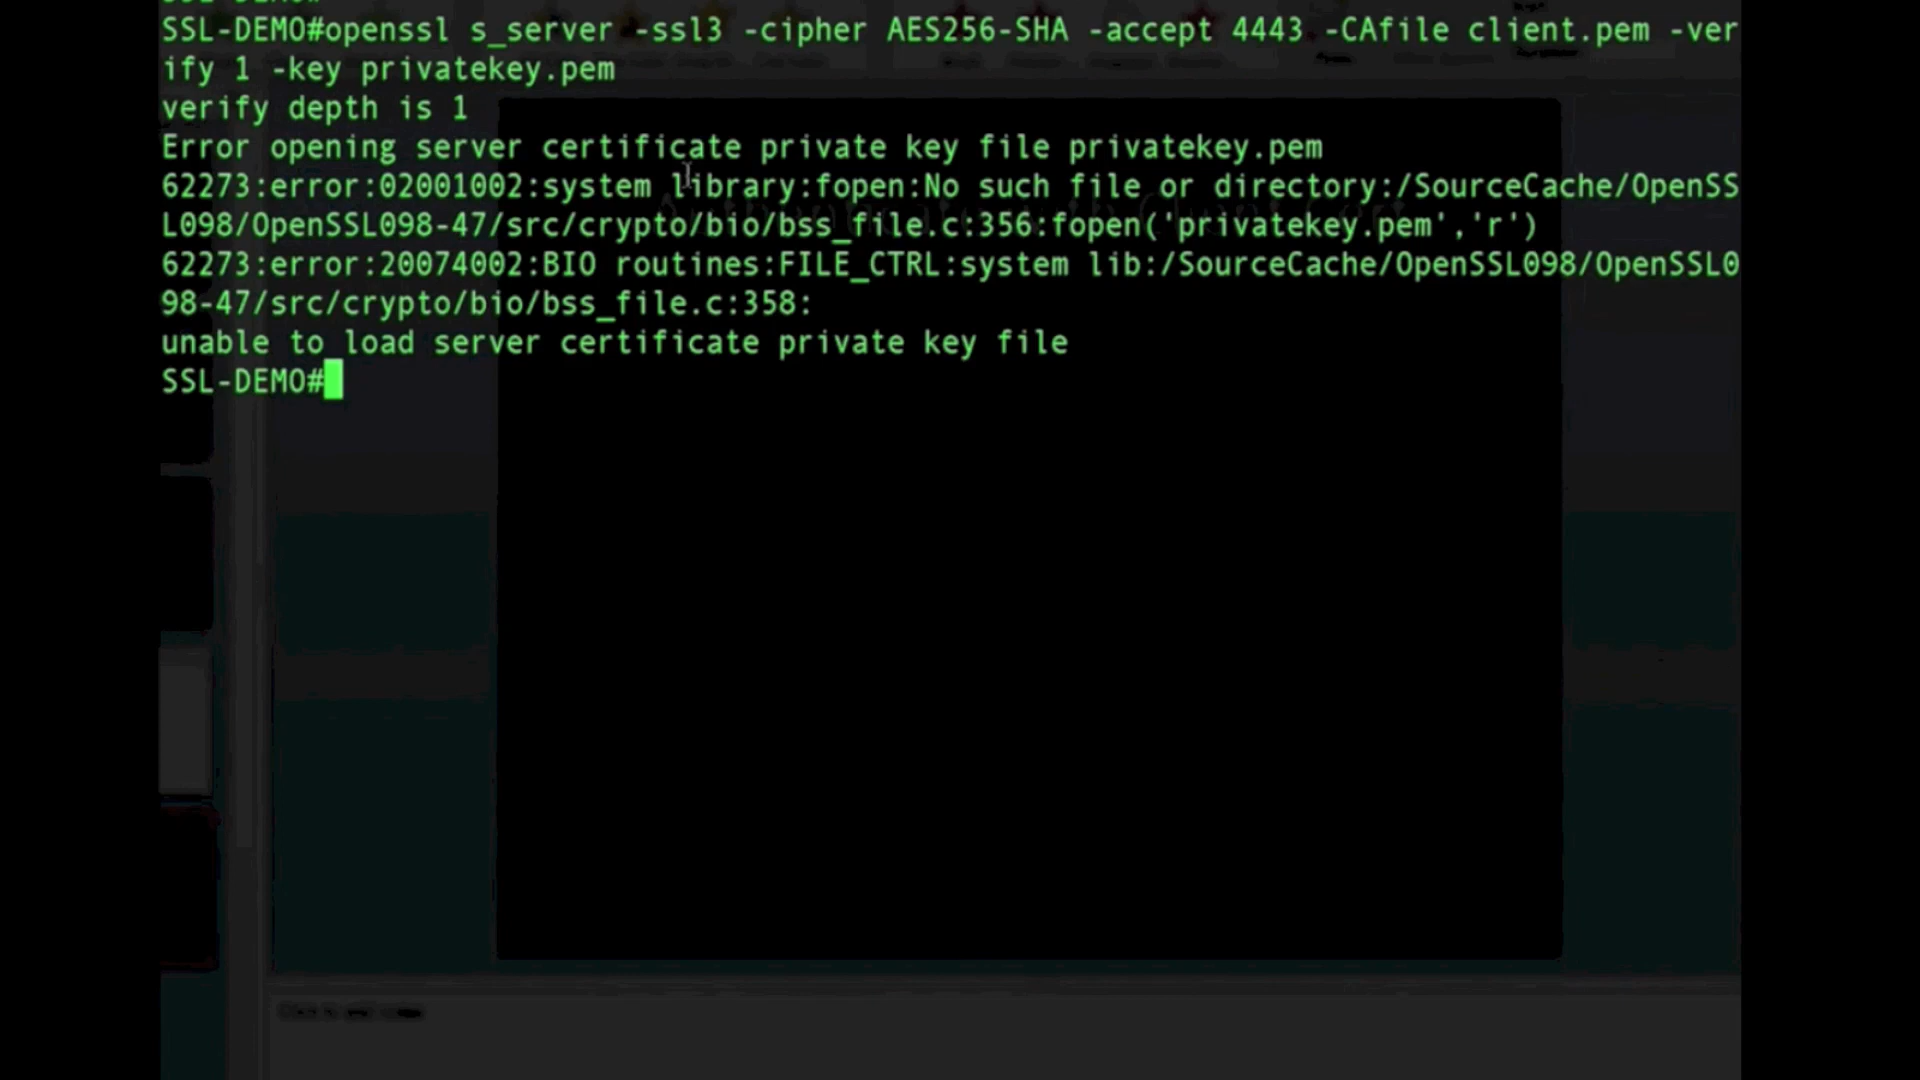 SSL-DEMO#openssl s_server -ssl3 -cipher AES256-SHA -accept 4443 -CAfile client.pem -ver
ify 1 -key privatekey.pem
verify depth is 1
Error opening server certificate private key file privatekey.pem
62273:error:02001002:system library:fopen:No such file or directory:/SourceCache/OpenSS
L098/OpenSSL098-47/src/crypto/bio/bss_file.c:356:fopen('privatekey.pem','r')
62273:error:20074002:BIO routines:FILE_CTRL:system lib:/SourceCache/OpenSSL098/OpenSSL0
98-47/src/crypto/bio/bss_file.c:358:
unable to load server certificate private key file
SSL-DEMO#